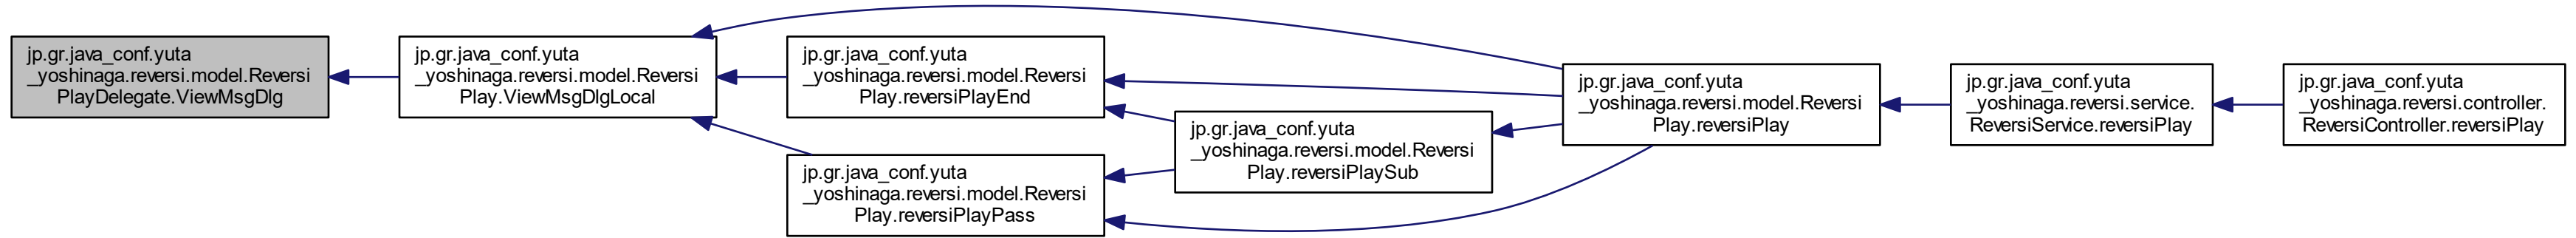 jp.gr.java_conf.yuta
_yoshinaga.reversi.model.Reversi
PlayDelegate.ViewMsgDlg
jp.gr.java_conf.yuta
_yoshinaga.reversi.model.Reversi
Play.ViewMsgDlgLocal
jp.gr.java_conf.yuta
_yoshinaga.reversi.model.Reversi
Play.reversiPlayEnd
jp.gr.java_conf.yuta
_yoshinaga.reversi.model.Reversi
Play.reversiPlayPass
jp.gr.java_conf.yuta
_yoshinaga.reversi.model.Reversi
Play.reversiPlaySub
jp.gr.java_conf.yuta
_yoshinaga.reversi.model.Reversi
Play.reversiPlay
jp.gr.java_conf.yuta
_yoshinaga.reversi.service.
ReversiService.reversiPlay
jp.gr.java_conf.yuta
_yoshinaga.reversi.controller.
ReversiController.reversiPlay